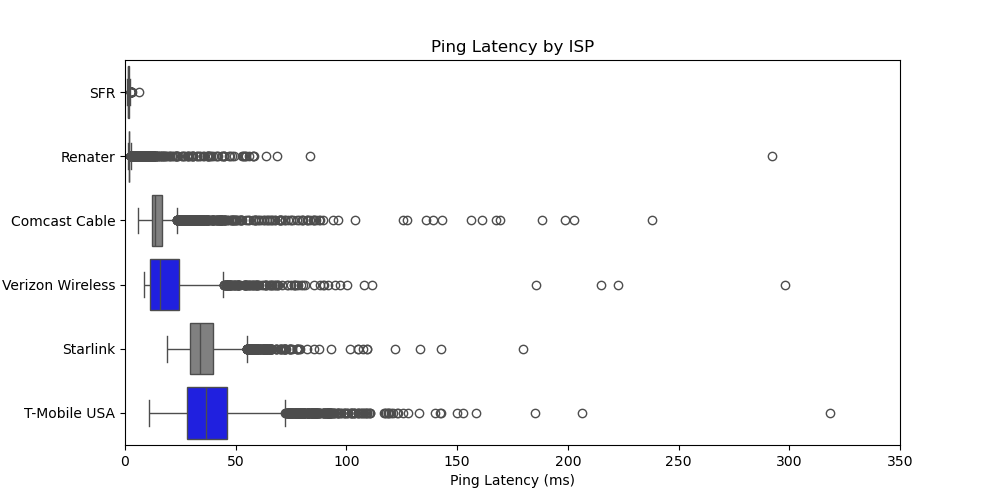 Ping Latency by ISP
SFR
Renater
Comcast Cable
Verizon Wireless
Starlink
T-Mobile USA
0 50 100 150 200 250 300 350
Ping Latency (ms)